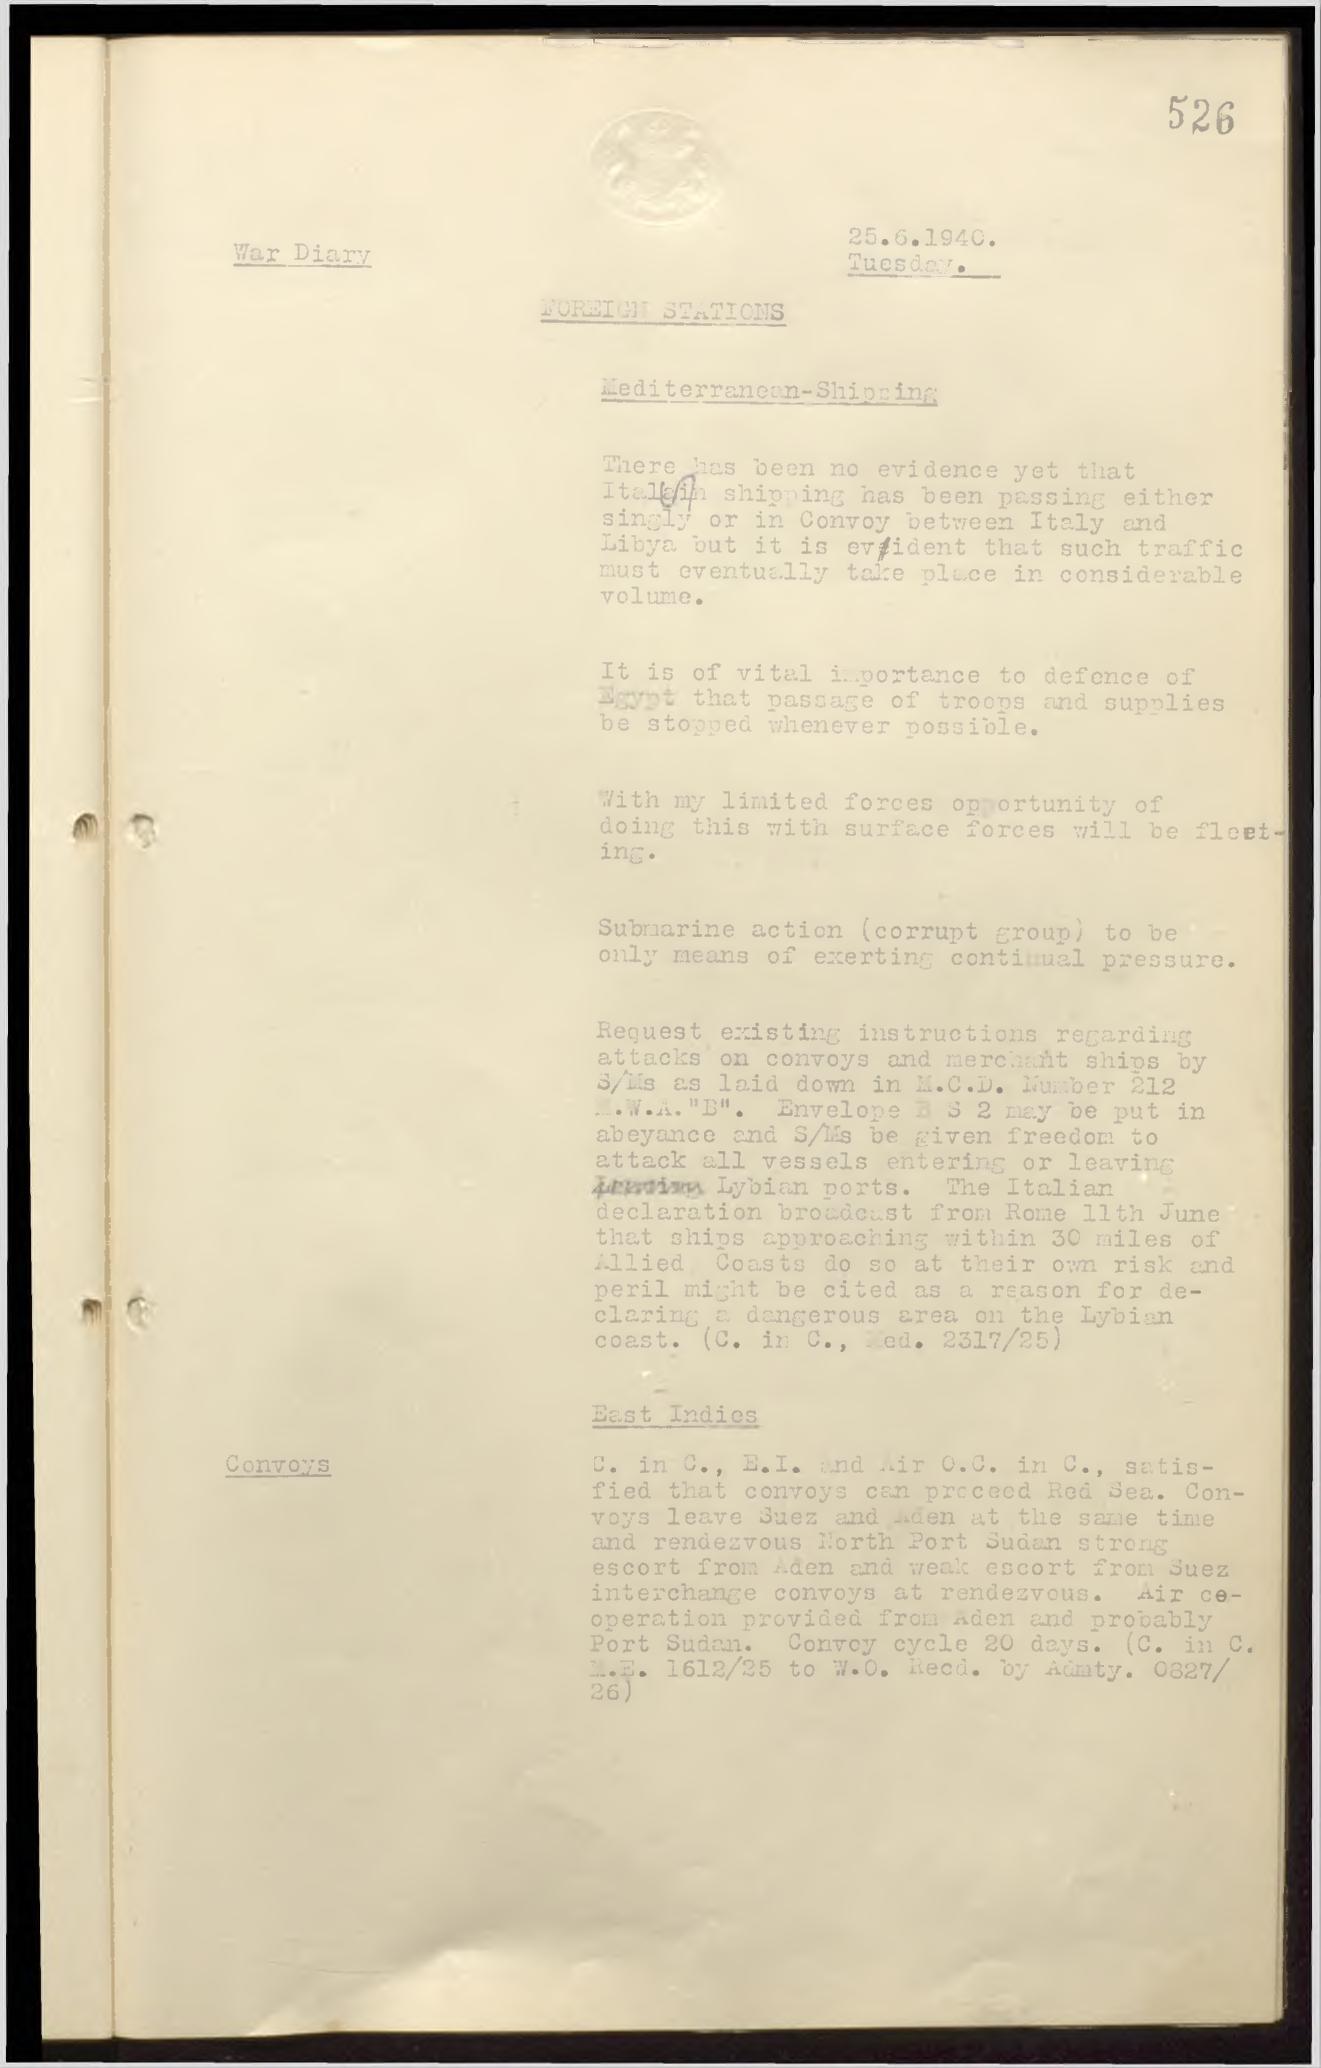 526
War Diary
25.6.1940.
Tuesday.
FOREIGN STATIONS
Mediterranean-Shipping
There has been no evidence yet that
Italain shipping has been passing either
singly or in Convoy between Italy and
Libya but it is evident that such traffic
must eventually take place in considerable
volume.
It is of vital importance to defence of
Egypt that passage of troops and supplies
be stopped whenever possible.
With my limited forces opportunity of
doing this with surface forces will be fleet-
ing.
Submarine action (corrupt group) to be
only means of exerting continual pressure.
Request existing instructions regarding
attacks on convoys and merchant ships by
S/Ms as laid down in M.C.D. Number 212
.W.A."B". Envelope B S 2 may be put in
abeyance and S/Ms be given freedom to
attack all vessels entering or leaving
Lybian ports. The Italian
declaration broadcast from Rome 11th June
that ships approaching within 30 miles of
Allied Coasts do so at their own risk and
peril might be cited as a reason for de-
claring a dangerous area on the Lybian
coast. (C. in C., Med. 2317/25)
East Indies
Convoys
C. in C., E.I. and Air O.C. in C., satis-
fied that convoys can proceed Red Sea. Con-
voys leave Suez and Aden at the same time
and rendezvous North Port Sudan strong
escort from Aden and weak escort from Suez
interchange convoys at rendezvous. Air co-
operation provided from Aden and probably
Port Sudan. Convoy cycle 20 days. (C. in C.
M.E. 1612/25 to W.O. Recd. by Admty. 0827/
26)